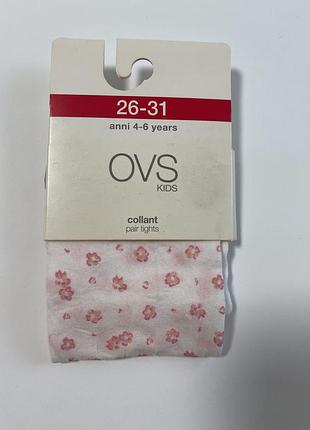 26-31
anni 4-6 years
OVS
KIDS
collant
pair tights